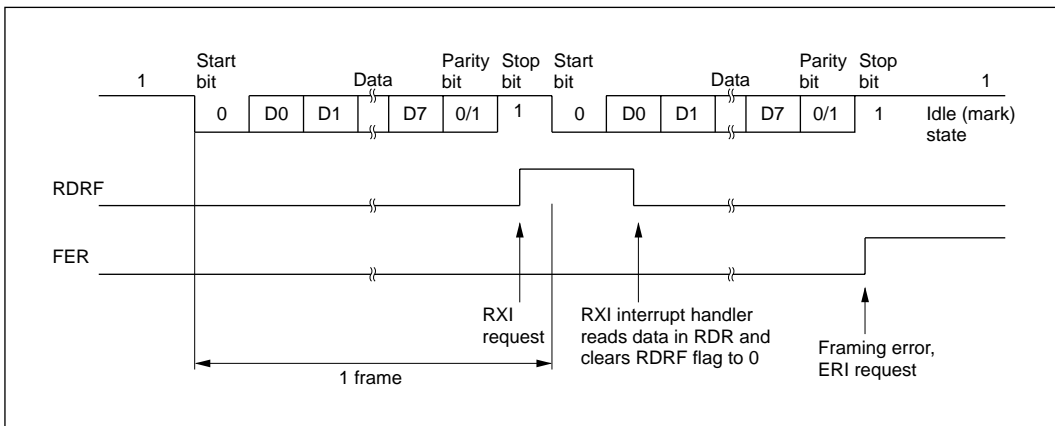 1
Start
bit
Data
Parity
bit
Stop
bit
Start
bit
Data
Parity
bit
Stop
bit
1
0 D0 D1 D7 0/1 1 0 D0 D1 D7 0/1 1
Idle (mark)
state
RDRF
FER
RXI
request
RXI interrupt handler
reads data in RDR and
clears RDRF flag to 0
Framing error,
ERI request
1 frame